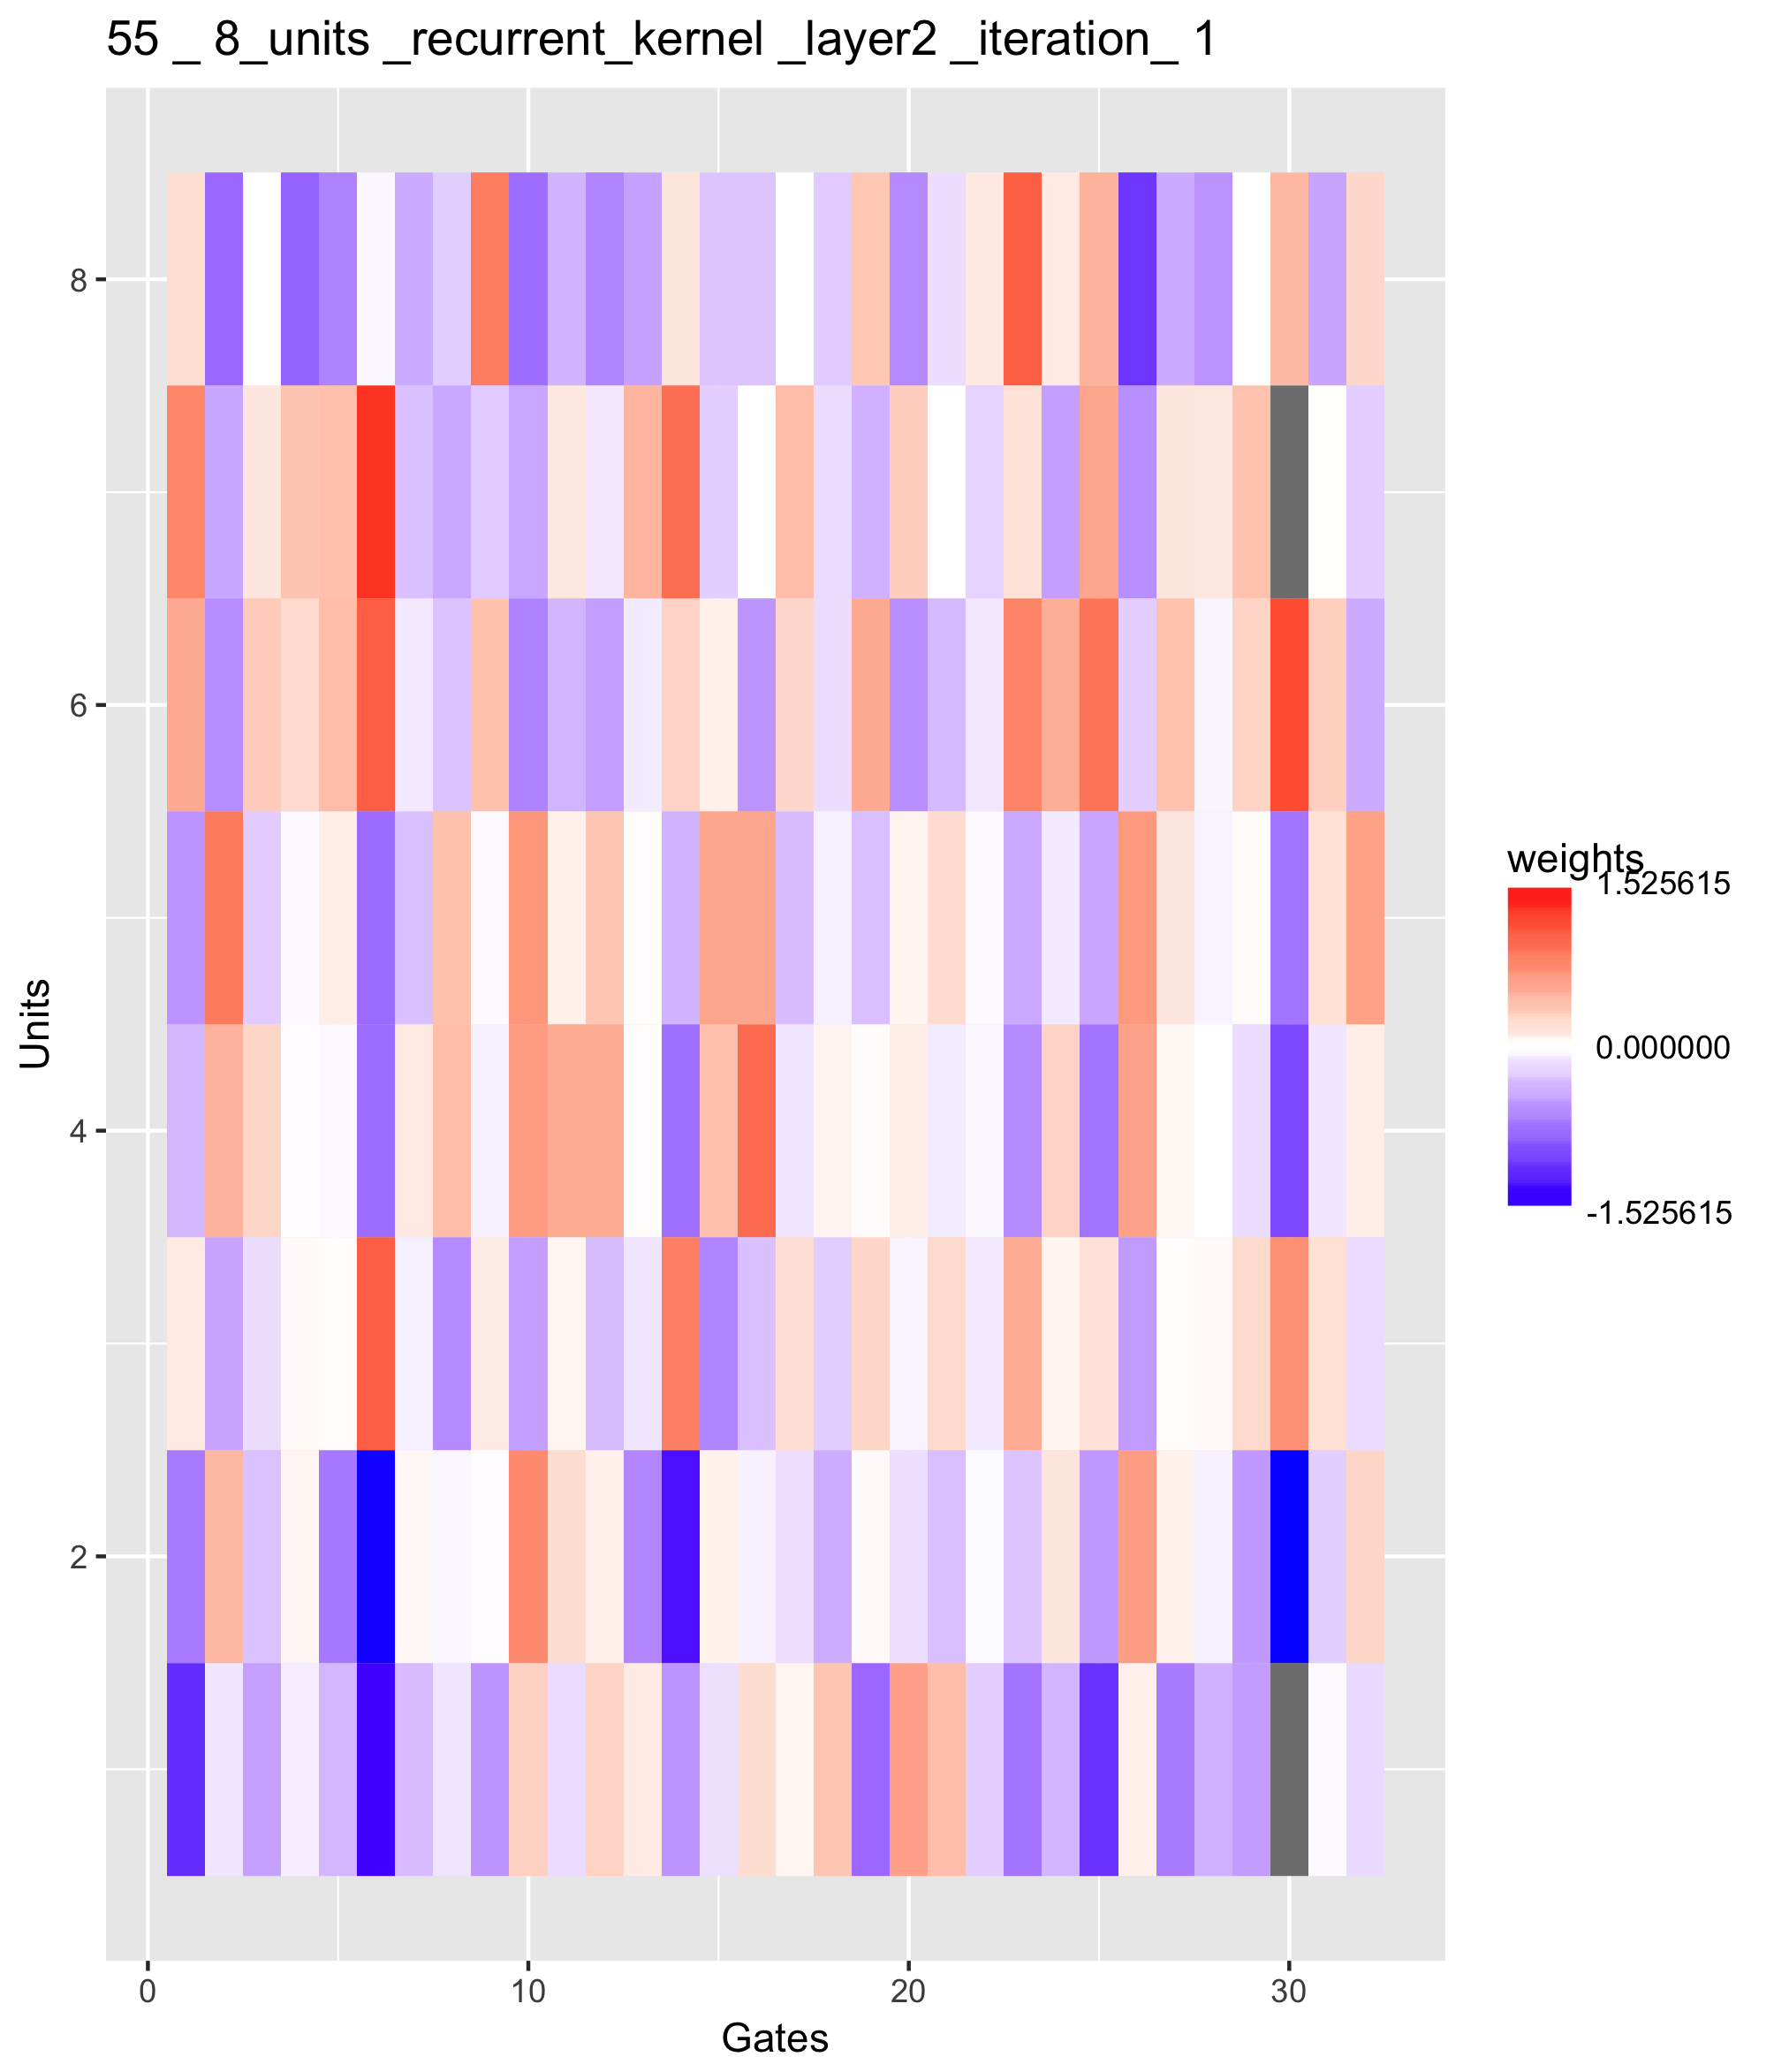 55 _ 8_units _recurrent_kernel _layer2 _iteration_ 1
8
6
4
2
Units
0 10 20 30
Gates
weights
1.525615
0.000000
-1.525615